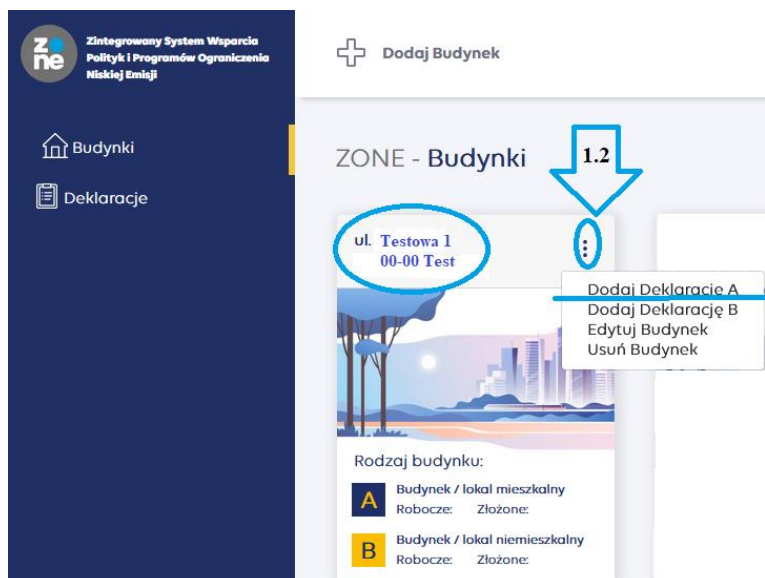 zone
Zintegrowany System Wsparcia
Polityk i Programów Ograniczenia
Niskiej Emisji
Dodaj Budynek
Budynki
Deklaracje
ZONE - Budynki
1.2
ul. Testowa 1
00-00 Test
Dodaj Deklarację A
Dodaj Deklarację B
Edytuj Budynek
Usuń Budynek
Rodzaj budynku:
A
Budynek / lokal mieszkalny
Robocze: Złożone:
B
Budynek / lokal niemieszkalny
Robocze: Złożone: